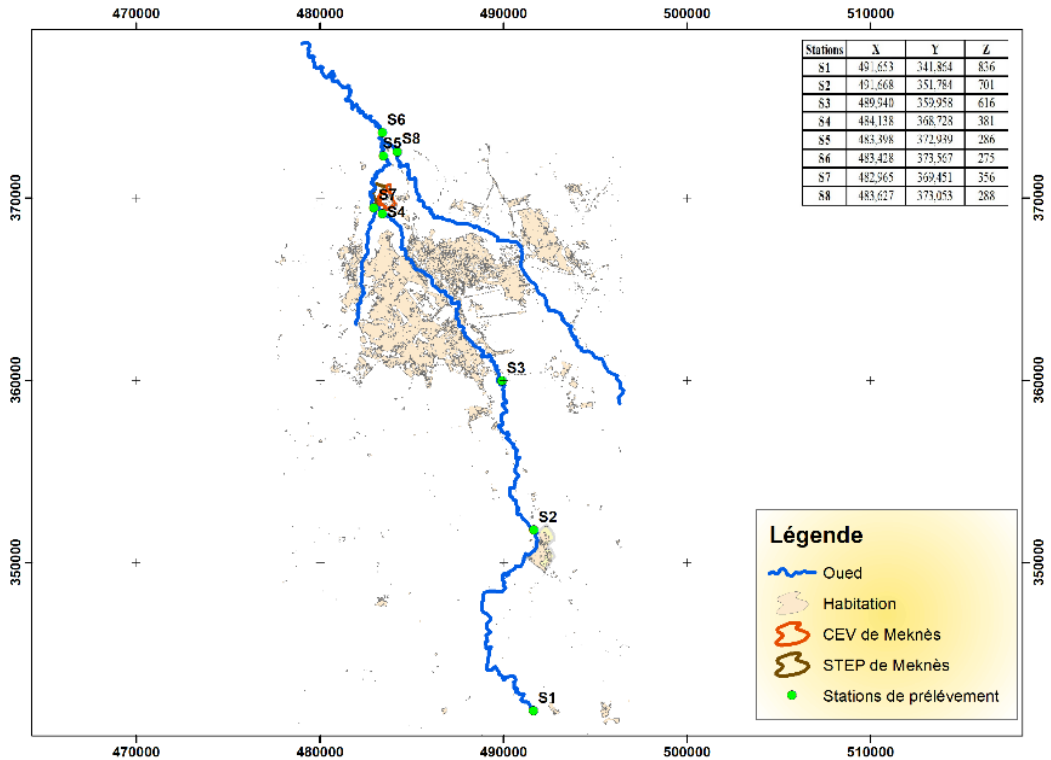 470000 480000 490000 500000 510000
Stations X Y Z
S1 491,653 341,864 836
S2 491,668 351,784 701
S3 489,940 359,958 616
S4 484,138 368,728 381
S5 483,398 372,939 286
S6 483,428 373,567 275
S7 482,965 369,451 356
S8 483,627 373,053 288
S6
S5
S8
370000
370000
S7
S4
360000
360000
S3
S2
350000
350000
S1
Légende
Oued
Habitation
CEV de Meknès
STEP de Meknès
Stations de prélévement
470000 480000 490000 500000 510000